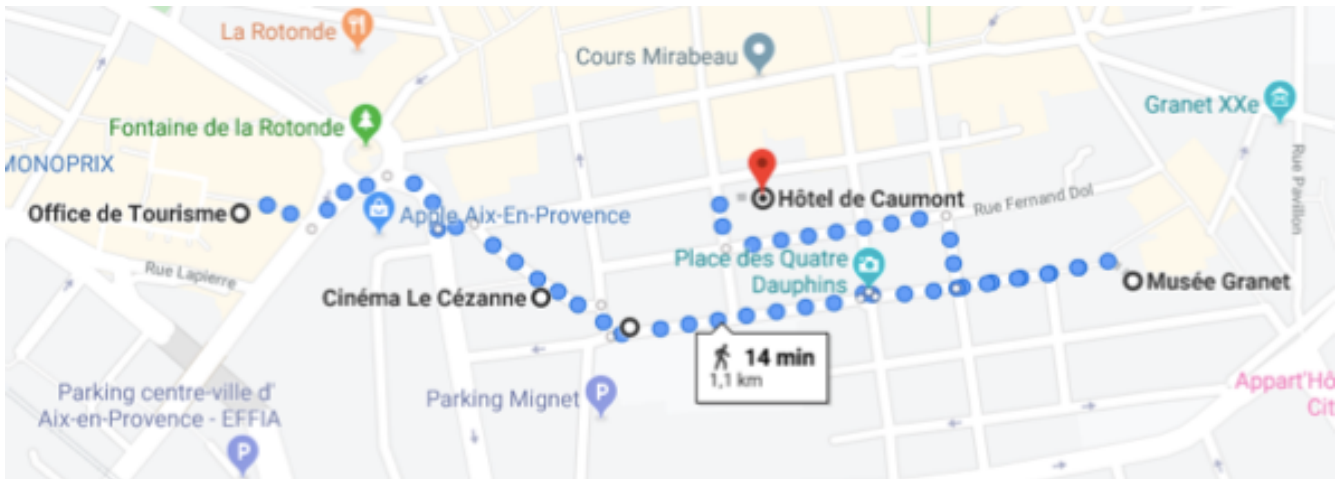 La Rotonde
Cours Mirabeau
Granet XXe
Fontaine de la Rotonde
MONOPRIX
Rue Pavillon
Hôtel de Caumont
Rue Fernand Dol
Office de Tourisme
Apple Aix-En-Provence
Place des Quatre
Dauphins
Rue Lapierre
Cinéma Le Cézanne
Musée Granet
14 min
1,1 km
Parking centre-ville d'
Aix-en-Provence - EFFIA
P
Parking Mignet
P
Appart'Hô
Cit